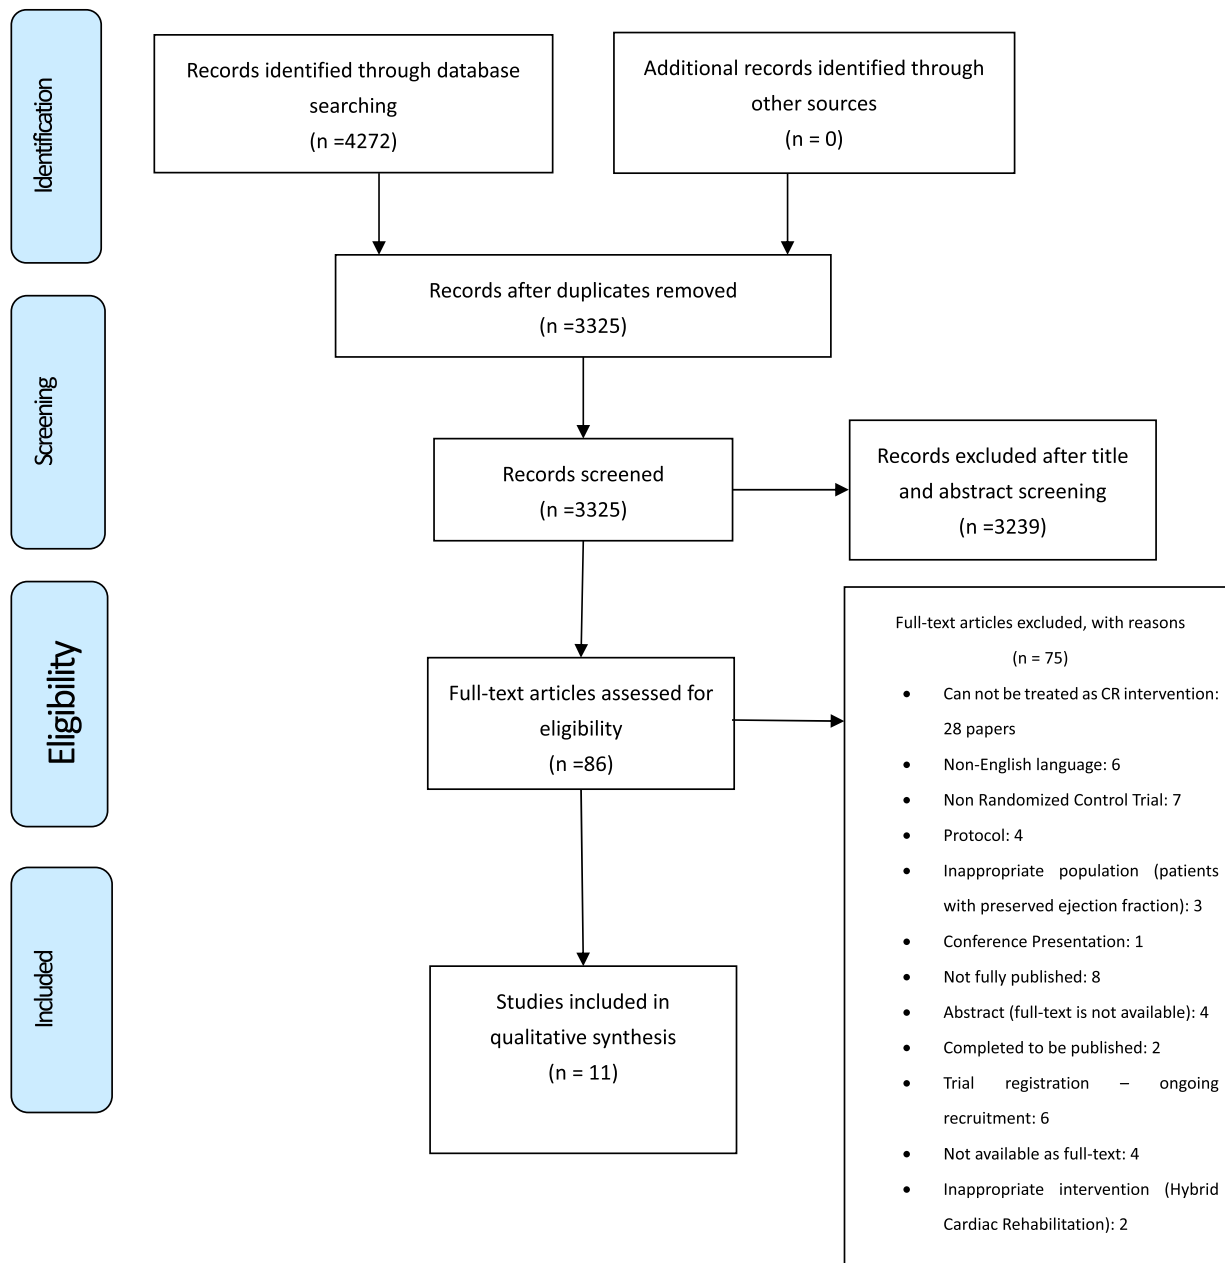 Identification
Records identified through database
searching
(n =4272)
Additional records identified through
other sources
(n = 0)
Records after duplicates removed
(n =3325)
Screening
Records screened
(n =3325)
Records excluded after title
and abstract screening
(n =3239)
Eligibility
Full-text articles assessed for
eligibility
(n =86)
Full-text articles excluded, with reasons
(n = 75)
• Can not be treated as CR intervention:
28 papers
• Non-English language: 6
• Non Randomized Control Trial: 7
• Protocol: 4
• Inappropriate population (patients
with preserved ejection fraction): 3
• Conference Presentation: 1
• Not fully published: 8
• Abstract (full-text is not available): 4
• Completed to be published: 2
• Trial registration – ongoing
recruitment: 6
• Not available as full-text: 4
• Inappropriate intervention (Hybrid
Cardiac Rehabilitation): 2
Included
Studies included in
qualitative synthesis
(n = 11)